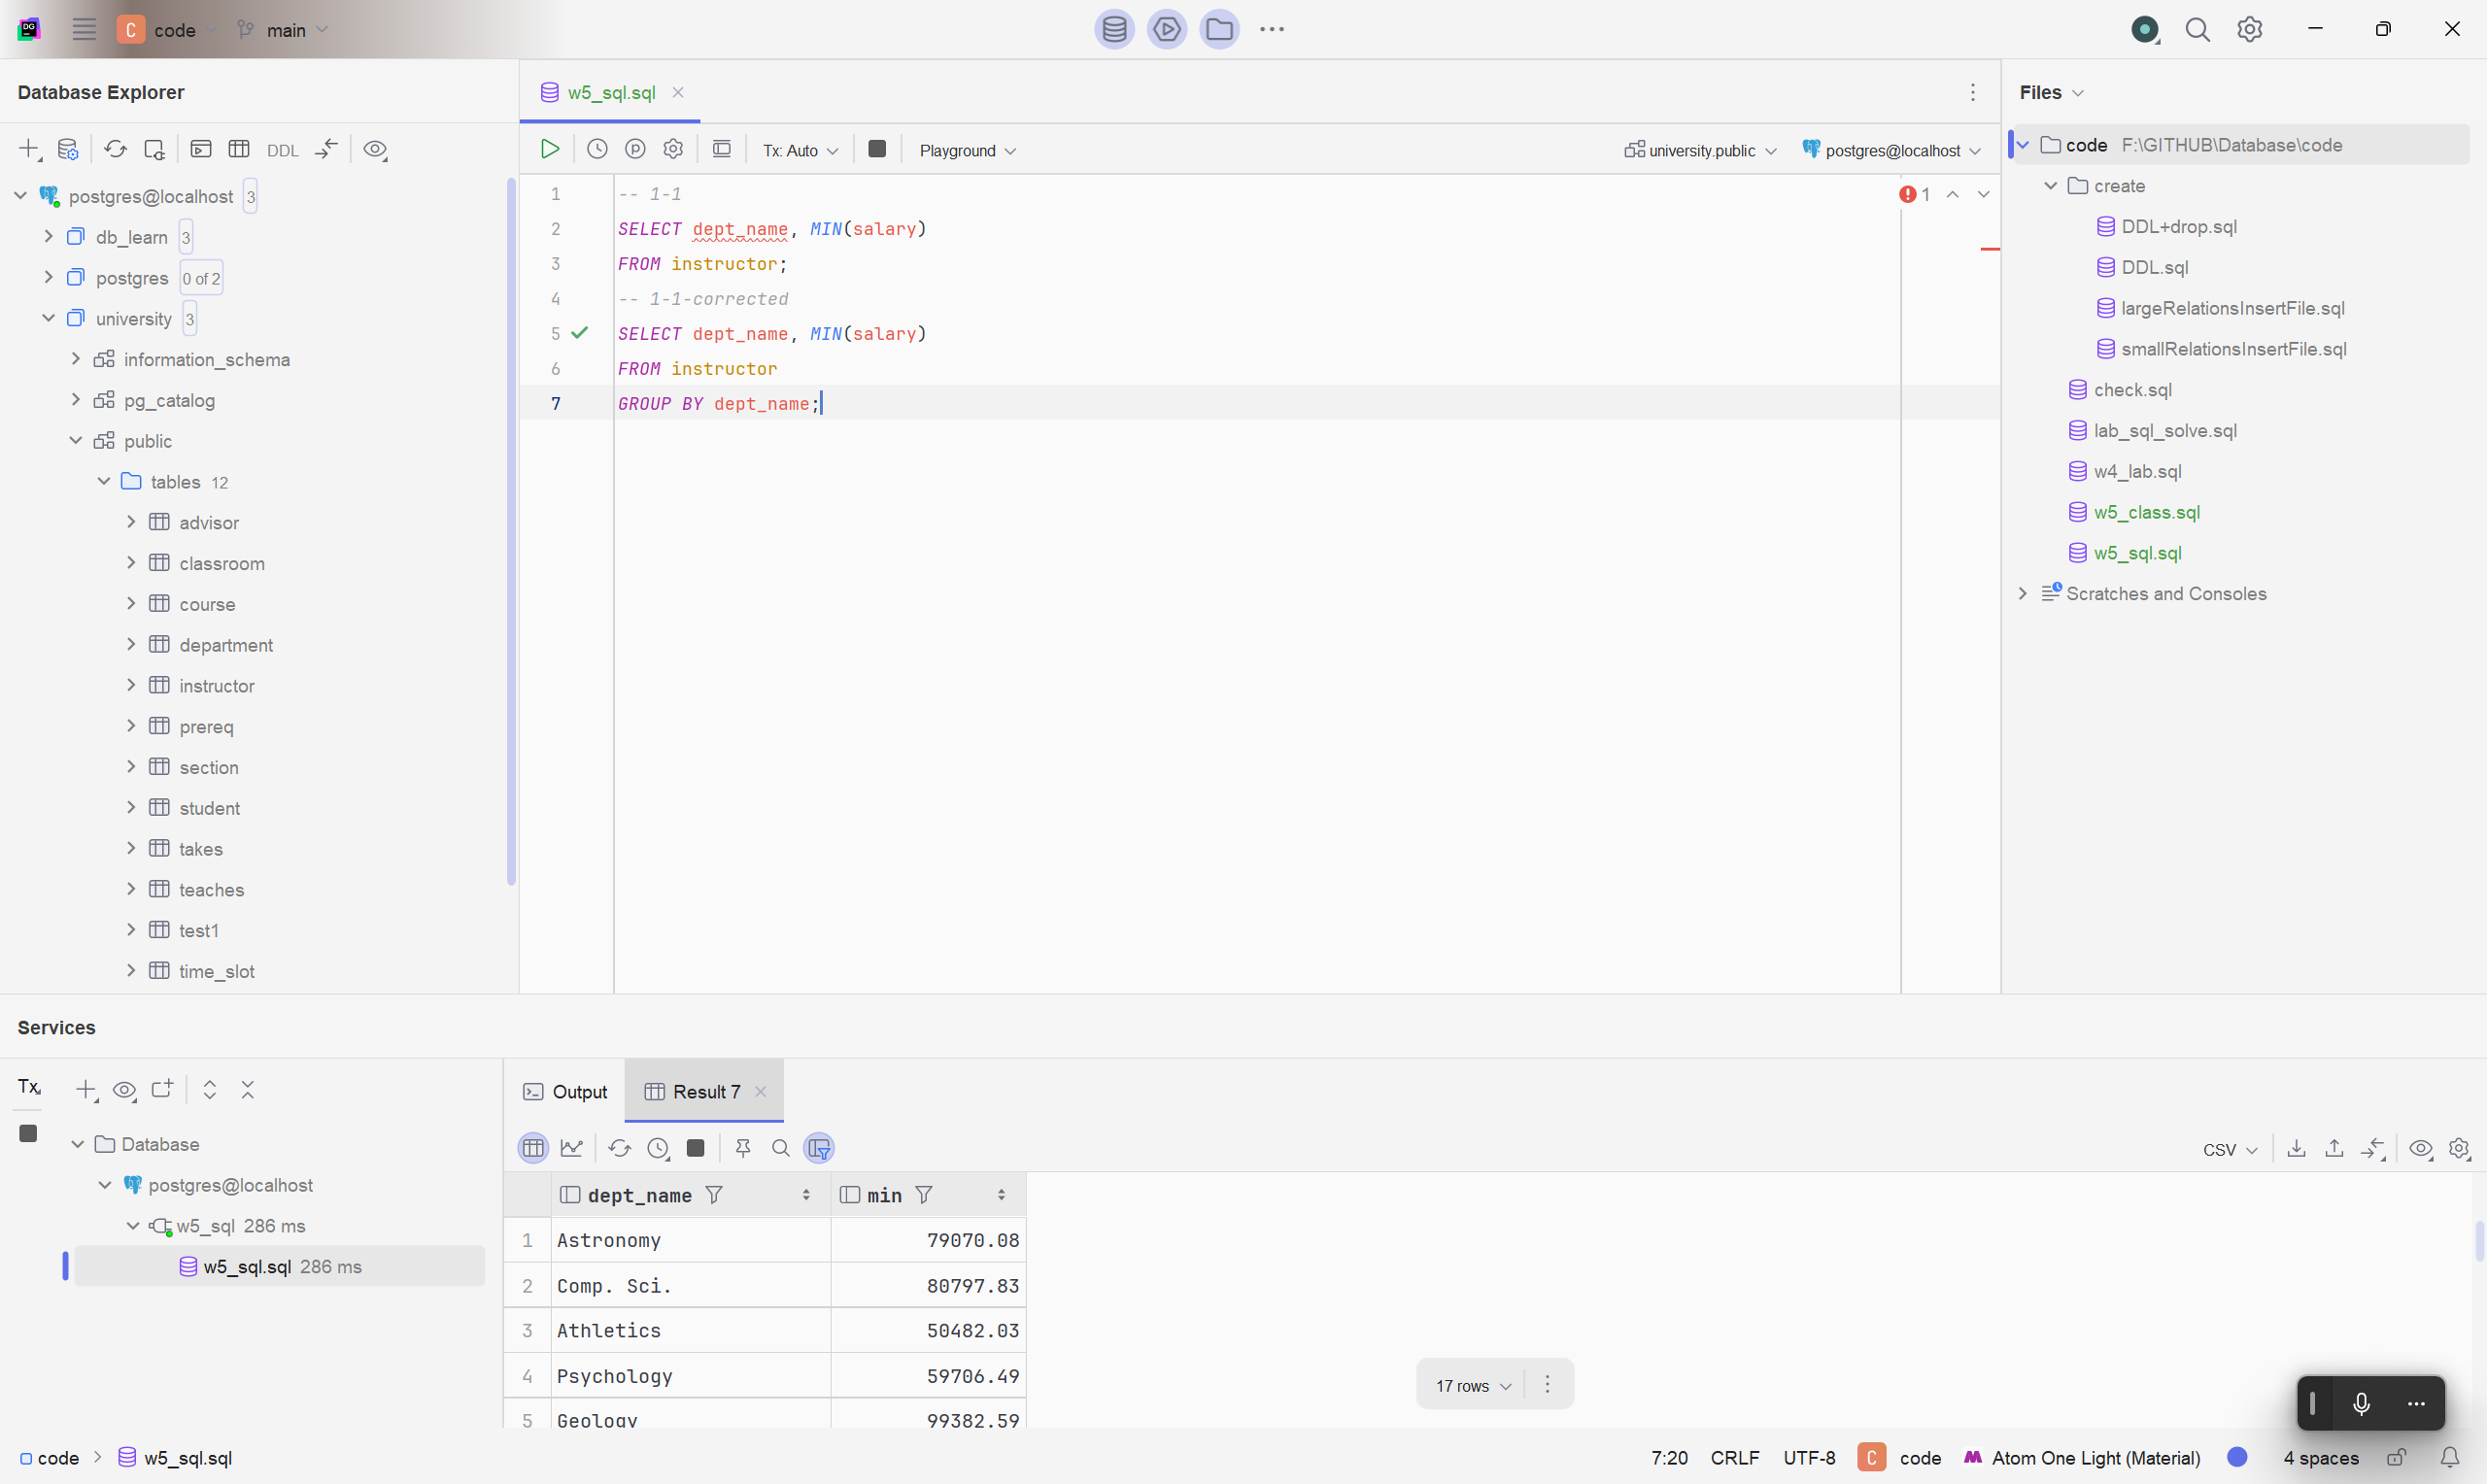 DG
C code main
Database Explorer
DDL
postgres@localhost 3
db_learn 3
postgres 0 of 2
university 3
information_schema
pg_catalog
public
tables 12
advisor
classroom
course
department
instructor
prereq
section
student
takes
teaches
test1
time_slot
w5_sql.sql
Tx: Auto Playground university.public postgres@localhost
1 -- 1-1
2 SELECT dept_name, MIN(salary)
3 FROM instructor;
4 -- 1-1-corrected
5 SELECT dept_name, MIN(salary)
6 FROM instructor
7 GROUP BY dept_name;
1
Files
code F:\GITHUB\Database\code
create
DDL+drop.sql
DDL.sql
largeRelationsInsertFile.sql
smallRelationsInsertFile.sql
check.sql
lab_sql_solve.sql
w4_lab.sql
w5_class.sql
w5_sql.sql
Scratches and Consoles
Services
Tx
Database
postgres@localhost
w5_sql 286 ms
w5_sql.sql 286 ms
Output Result 7
CSV
dept_name min
1 Astronomy 79070.08
2 Comp. Sci. 80797.83
3 Athletics 50482.03
4 Psychology 59706.49
5 Geology 99382.59
17 rows
code w5_sql.sql
7:20 CRLF UTF-8 C code Atom One Light (Material) 4 spaces